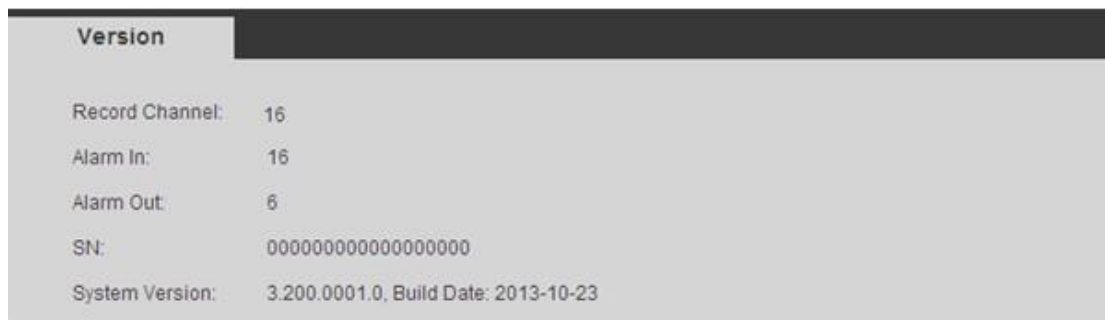 Version
Record Channel: 16
Alarm In: 16
Alarm Out: 6
SN: 000000000000000000
System Version: 3.200.0001.0, Build Date: 2013-10-23